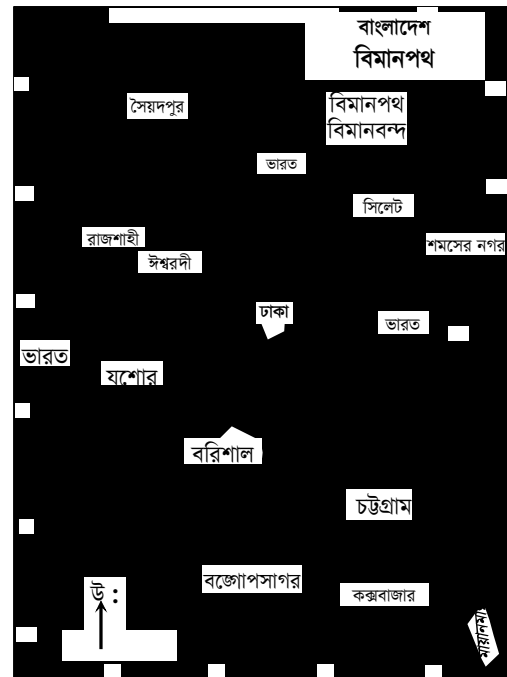 বাংলাদেশ
বিমানপথ
সৈয়দপুর
বিমানপথ
বিমানবন্দ
ভারত
সিলেট
রাজশাহী
শমসের নগর
ঈশ্বরদী
ঢাকা
ভারত
ভারত
যশোর
বরিশাল
চট্টগ্রাম
বঙ্গোপসাগর
উ :
কক্সবাজার